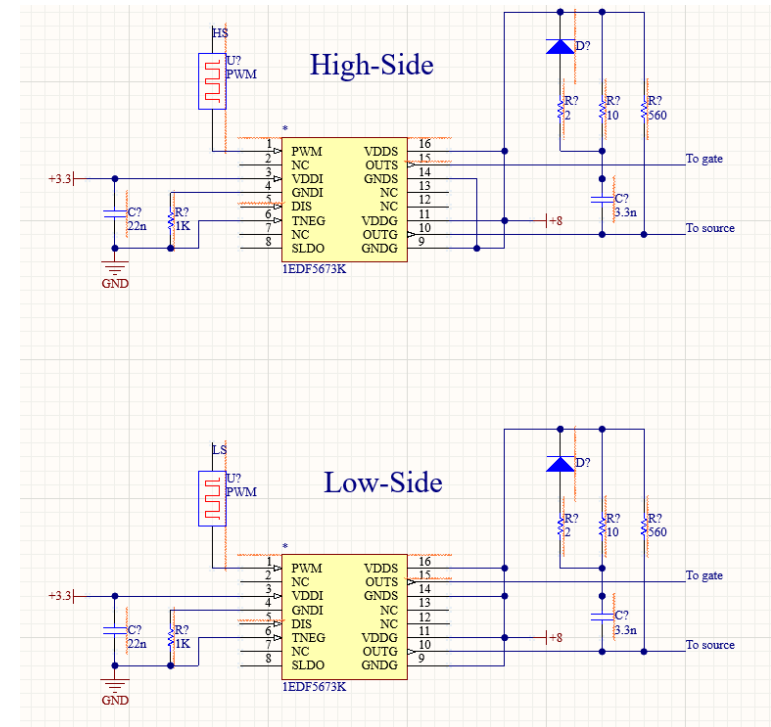 HS
U?
PWM
High-Side
D?
R?
2
R?
10
R?
560
*
1 PWM VDDS 16
2 NC OUTS 15
3 VDDI GNDS 14
4 GNDI NC 13
5 DIS NC 12
6 TNEG VDDG 11
7 NC OUTG 10
8 SLDO GNDG 9
1EDF5673K
+3.3
C?
22n
R?
1K
GND
To gate
C?
3.3n
+8
To source
LS
U?
PWM
Low-Side
D?
R?
2
R?
10
R?
560
*
1 PWM VDDS 16
2 NC OUTS 15
3 VDDI GNDS 14
4 GNDI NC 13
5 DIS NC 12
6 TNEG VDDG 11
7 NC OUTG 10
8 SLDO GNDG 9
1EDF5673K
+3.3
C?
22n
R?
1K
GND
To gate
C?
3.3n
+8
To source